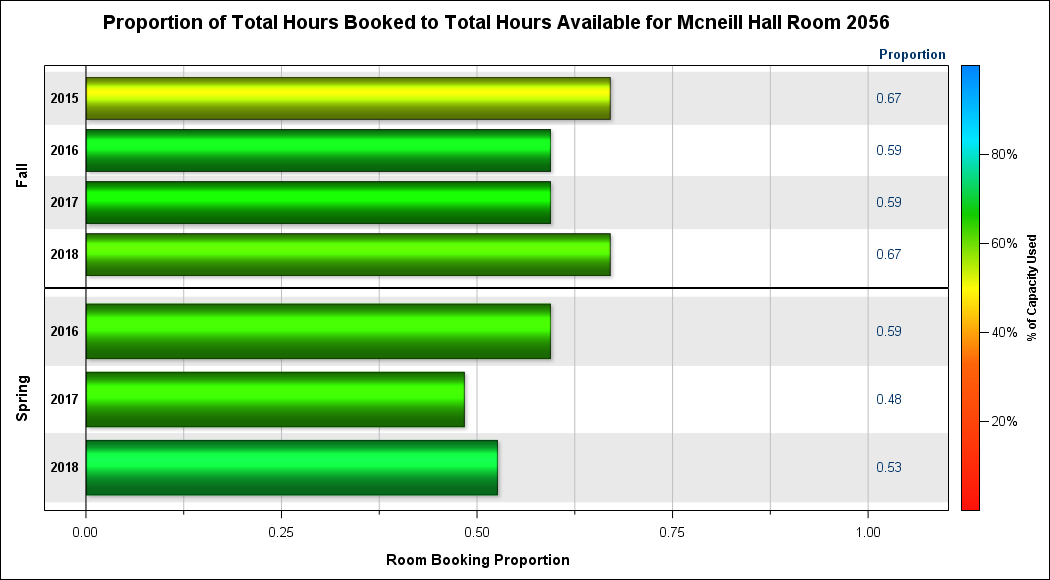 Proportion of Total Hours Booked to Total Hours Available for Mcneill Hall Room 2056
Proportion
Fall
2015 0.67
2016 0.59
2017 0.59
2018 0.67
Spring
2016 0.59
2017 0.48
2018 0.53
0.00 0.25 0.50 0.75 1.00
Room Booking Proportion
80%
60%
40%
20%
% of Capacity Used